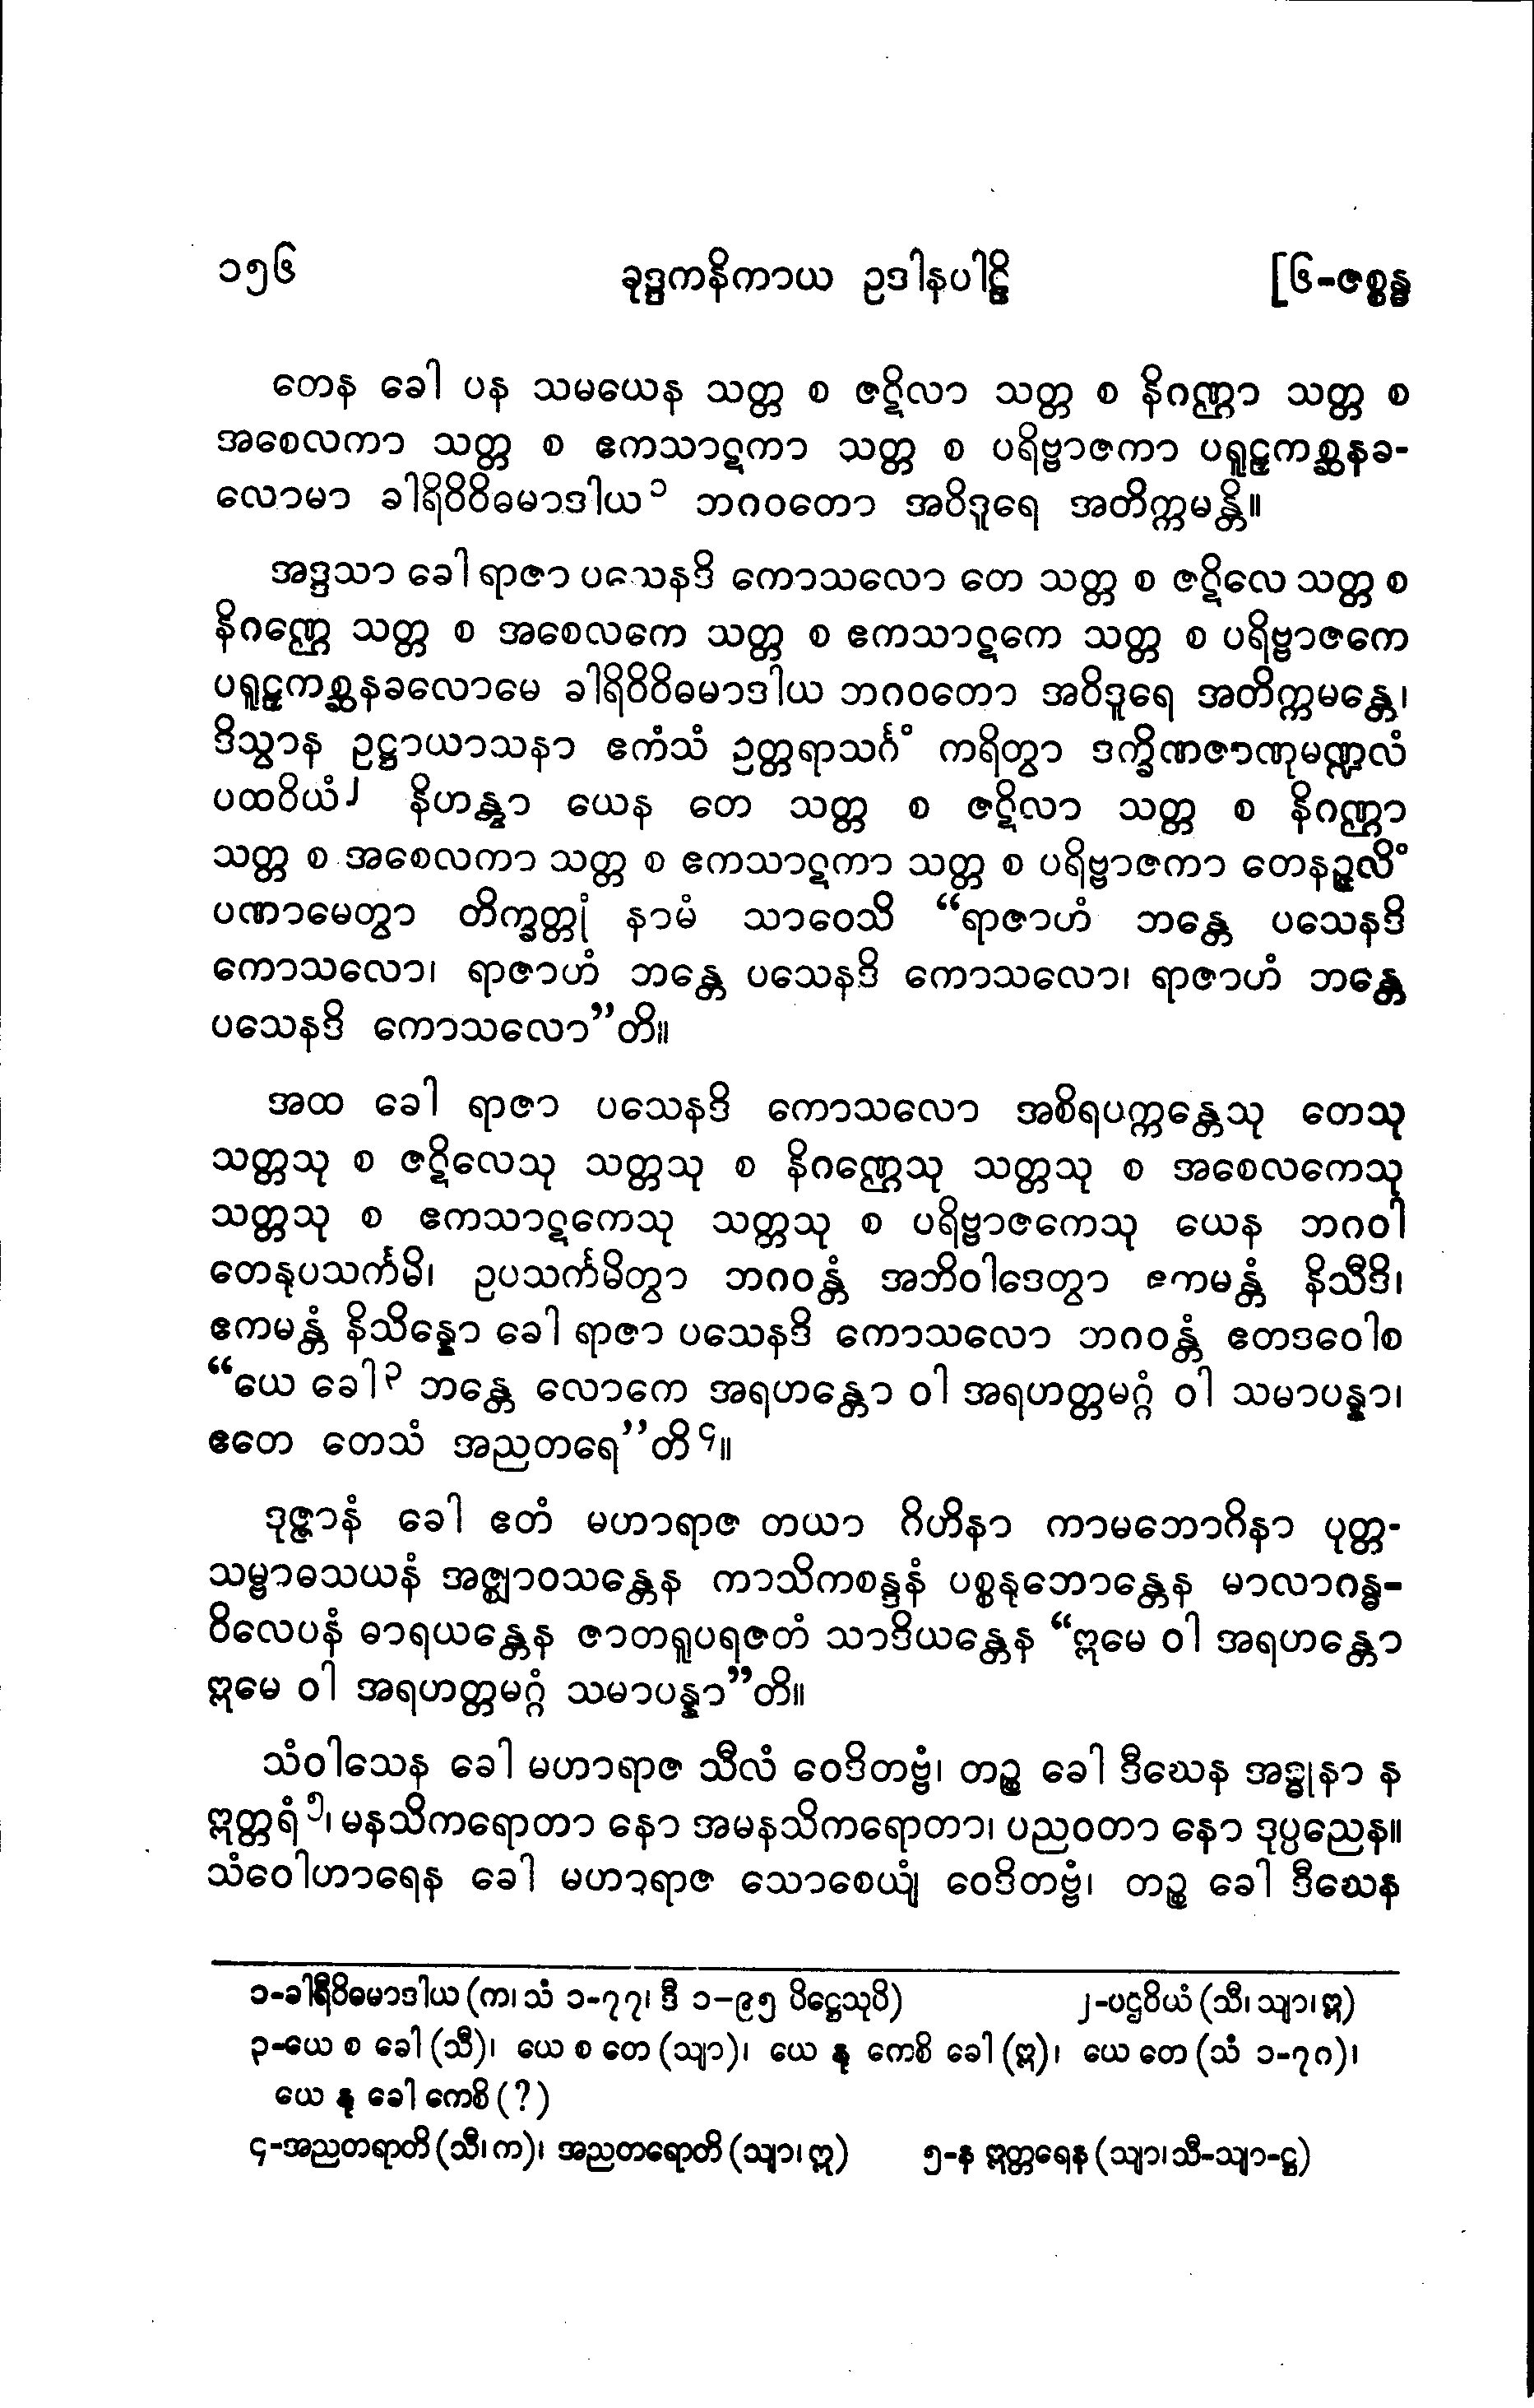 ၁၅၆ ခုဒ္ဒကနိကာယ ဥဒါနပါဠိ [၆-ဇစ္စန္ဓ
တေန ခေါ ပန သမယေန သတ္တ စ ဇဋိလာ သတ္တ စ နိဂဏ္ဌာ သတ္တ စ
အစေလကာ သတ္တ စ ဧကသာဋကာ သတ္တ စ ပရိဗ္ဗာဇကာ ပရူဠှကစ္ဆနခ-
လောမာ ခါရိဝိဝိဓမာဒါယ၁ ဘဂဝတော အဝိဒူရေ အတိက္ကမန္တိ။
အဒ္ဒသာ ခေါ ရာဇာ ပသေနဒိ ကောသလော တေ သတ္တ စ ဇဋိလေ သတ္တ စ
နိဂဏ္ဌေ သတ္တ စ အစေလကေ သတ္တ စ ဧကသာဋကေ သတ္တ စ ပရိဗ္ဗာဇကေ
ပရူဠှကစ္ဆနခလောမေ ခါရိဝိဝိဓမာဒါယ ဘဂဝတော အဝိဒူရေ အတိက္ကမန္တေ၊
ဒိသွာန ဥဋ္ဌာယာသနာ ဧကံသံ ဥတ္တရာသင်္ဂံ ကရိတွာ ဒက္ခိဏဇာဏုမဏ္ဍလံ
ပထဝိယံ၂ နိဟန္တွာ ယေန တေ သတ္တ စ ဇဋိလာ သတ္တ စ နိဂဏ္ဌာ
သတ္တ စ အစေလကာ သတ္တ စ ဧကသာဋကာ သတ္တ စ ပရိဗ္ဗာဇကာ တေနဉ္ဇလိံ
ပဏာမေတွာ တိက္ခတ္တုံ နာမံ သာဝေသိ “ရာဇာဟံ ဘန္တေ ပသေနဒိ
ကောသလော၊ ရာဇာဟံ ဘန္တေ ပသေနဒိ ကောသလော၊ ရာဇာဟံ ဘန္တေ
ပသေနဒိ ကောသလော”တိ။
အထ ခေါ ရာဇာ ပသေနဒိ ကောသလော အစိရပက္ကန္တေသု တေသု
သတ္တသု စ ဇဋိလေသု သတ္တသု စ နိဂဏ္ဌေသု သတ္တသု စ အစေလကေသု
သတ္တသု စ ဧကသာဋကေသု သတ္တသု စ ပရိဗ္ဗာဇကေသု ယေန ဘဂဝါ
တေနုပသင်္ကမိ၊ ဥပသင်္ကမိတွာ ဘဂဝန္တံ အဘိဝါဒေတွာ ဧကမန္တံ နိသီဒိ၊
ဧကမန္တံ နိသိန္နော ခေါ ရာဇာ ပသေနဒိ ကောသလော ဘဂဝန္တံ ဧတဒဝေါစ
“ယေ ခေါ၃ ဘန္တေ လောကေ အရဟန္တော ဝါ အရဟတ္တမဂ္ဂံ ဝါ သမာပန္နာ၊
ဧတေ တေသံ အညတရေ”တိ၄။
ဒုဇ္ဇာနံ ခေါ ဧတံ မဟာရာဇ တယာ ဂိဟိနာ ကာမဘောဂိနာ ပုတ္တ-
သမ္ဗာဓသယနံ အဇ္ဈာဝသန္တေန ကာသိကစန္ဒနံ ပစ္စနုဘောန္တေန မာလာဂန္ဓ-
ဝိလေပနံ ဓာရယန္တေန ဇာတရူပရဇတံ သာဒိယန္တေန “ဣမေ ဝါ အရဟန္တော
ဣမေ ဝါ အရဟတ္တမဂ္ဂံ သမာပန္နာ”တိ။
သံဝါသေန ခေါ မဟာရာဇ သီလံ ဝေဒိတဗ္ဗံ၊ တဉ္စ ခေါ ဒီဃေန အဒ္ဓုနာ န
ဣတ္တရံ၅၊ မနသိကရောတာ နော အမနသိကရောတာ၊ ပညဝတာ နော ဒုပ္ပညေန။
သံဝေါဟာရေန ခေါ မဟာရာဇ သောစေယျံ ဝေဒိတဗ္ဗံ၊ တဉ္စ ခေါ ဒီဃေန
၁-ခါရီဝိဓမာဒါယ (က၊ သံ ၁-၇၇၊ ဒီ ၁-၉၅ ပိဋ္ဌေသုပိ) ၂-ပဌဝိယံ (သီ၊ သျာ၊ ဣ)
၃-ယေ စ ခေါ (သီ)၊ ယေ စ တေ (သျာ)၊ ယေ နု ကေစိ ခေါ (ဣ)၊ ယေ တေ (သံ ၁-၇၈)၊
ယေ နု ခေါ ကေစိ (?)
၄-အညတရာတိ (သီ၊ က)၊ အညတရောတိ (သျာ၊ ဣ) ၅-န ဣတ္တရေန (သျာ၊ သီ-သျာ-ဋ္ဌ)